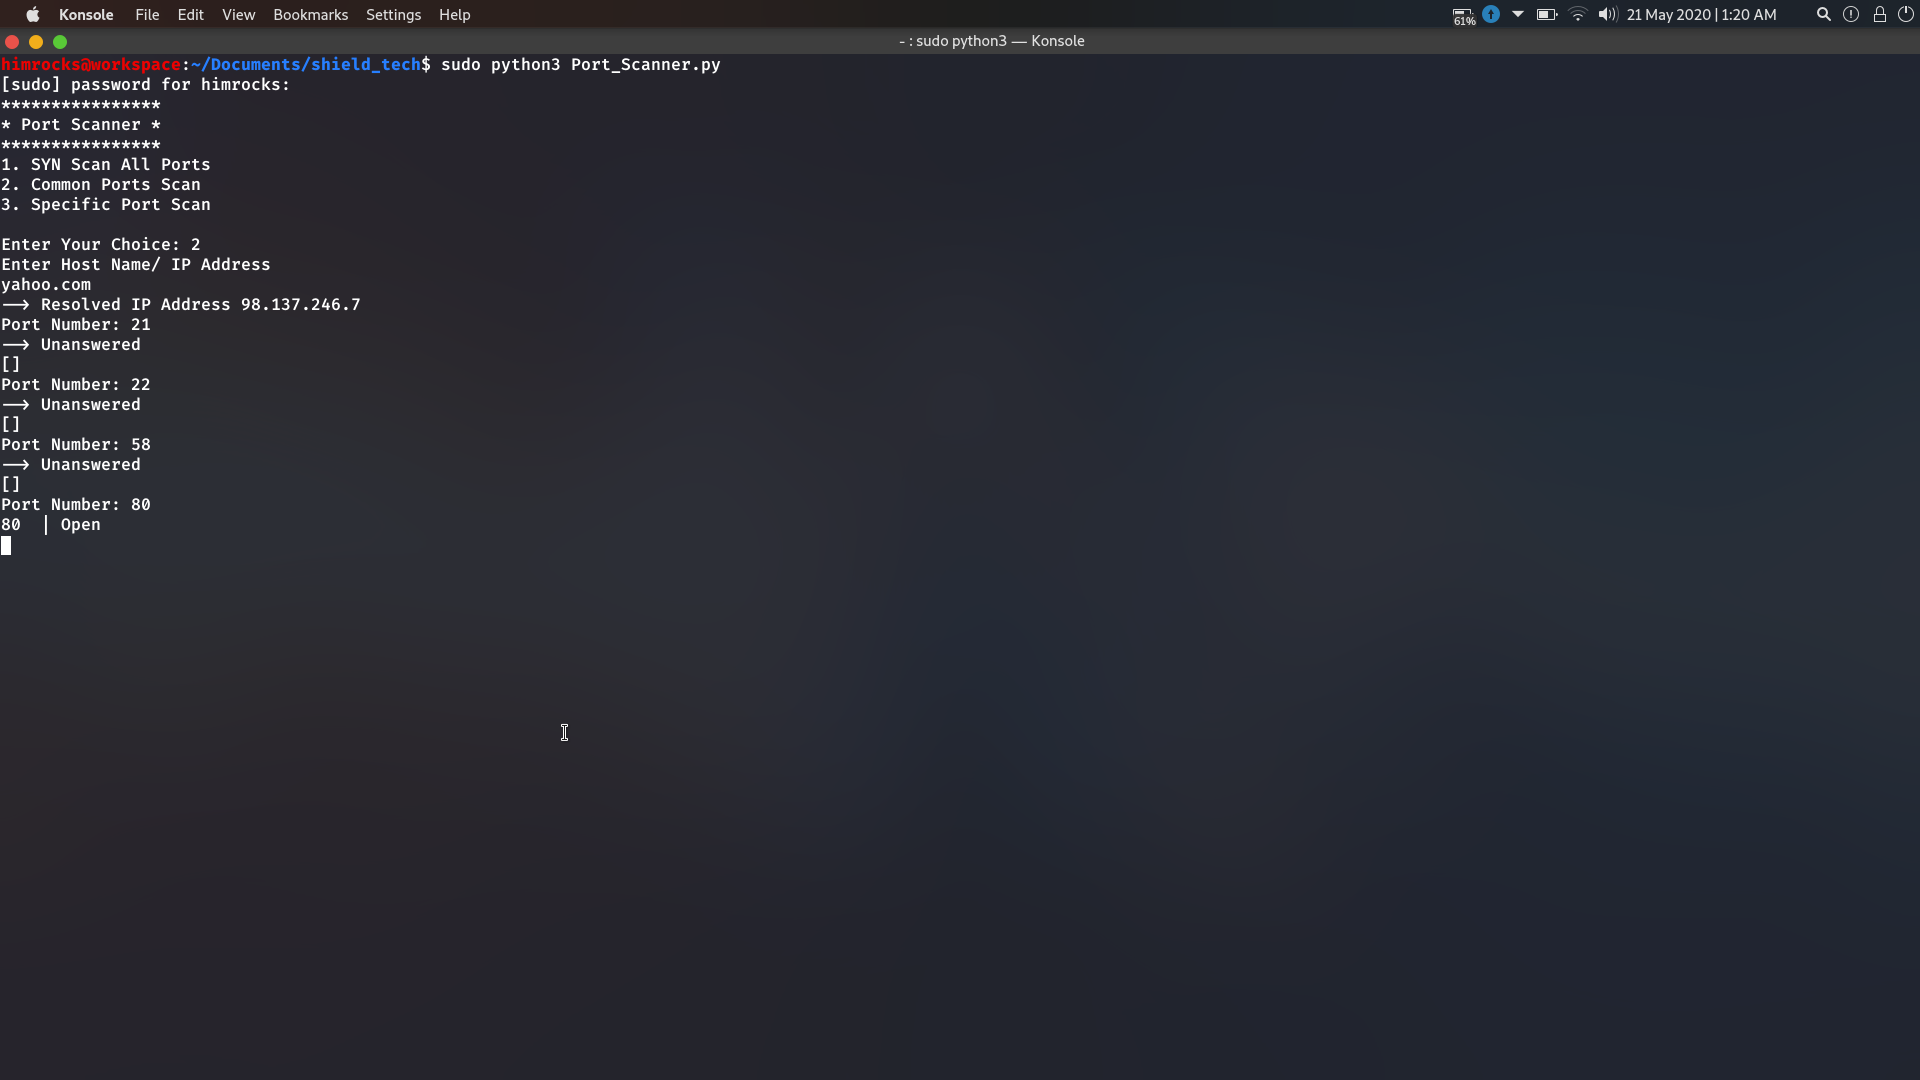 Konsole File Edit View Bookmarks Settings Help 61% 21 May 2020 | 1:20 AM
- : sudo python3 — Konsole
himrocks@workspace:~/Documents/shield_tech$ sudo python3 Port_Scanner.py
[sudo] password for himrocks:
****************
* Port Scanner *
****************
1. SYN Scan All Ports
2. Common Ports Scan
3. Specific Port Scan
Enter Your Choice: 2
Enter Host Name/ IP Address
yahoo.com
⟶ Resolved IP Address 98.137.246.7
Port Number: 21
⟶ Unanswered
[]
Port Number: 22
⟶ Unanswered
[]
Port Number: 58
⟶ Unanswered
[]
Port Number: 80
80 | Open